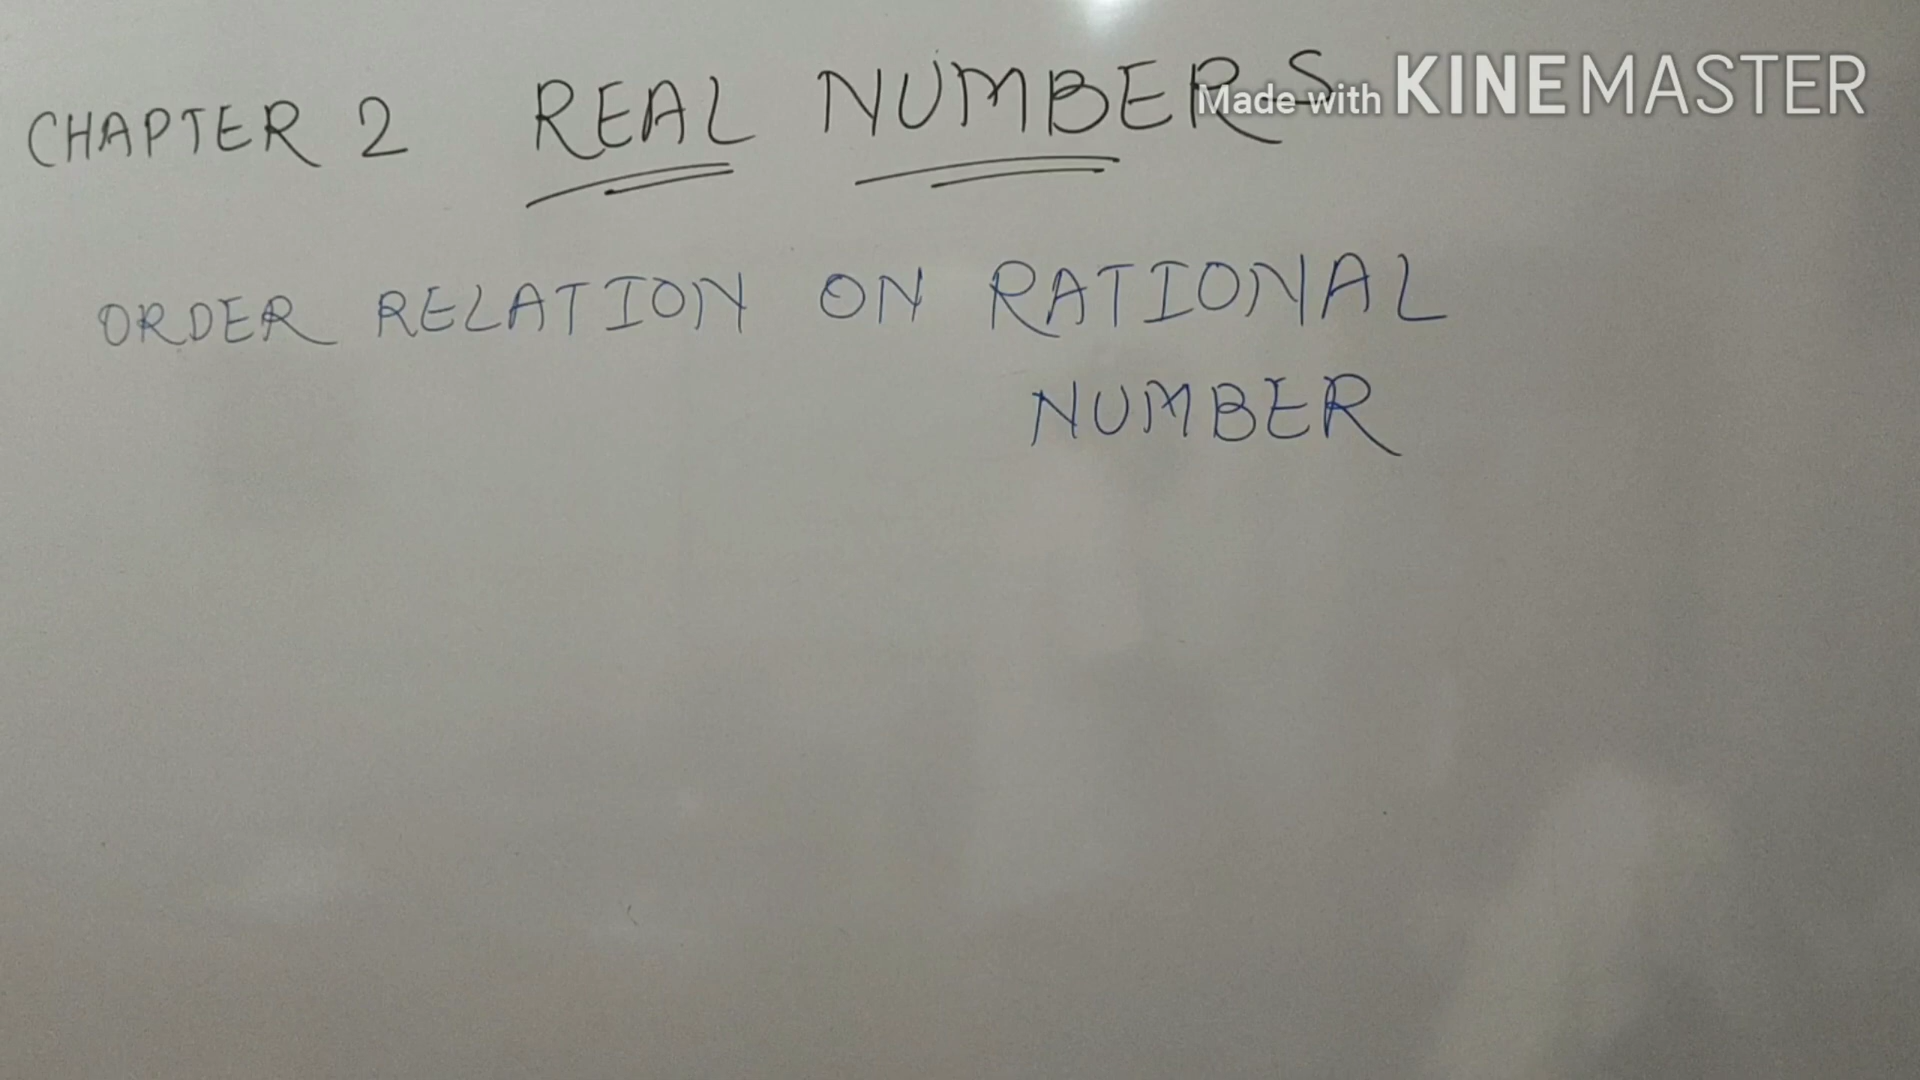 CHAPTER 2 REAL NUMBERS
Made with KINEMASTER
ORDER RELATION ON RATIONAL
NUMBER